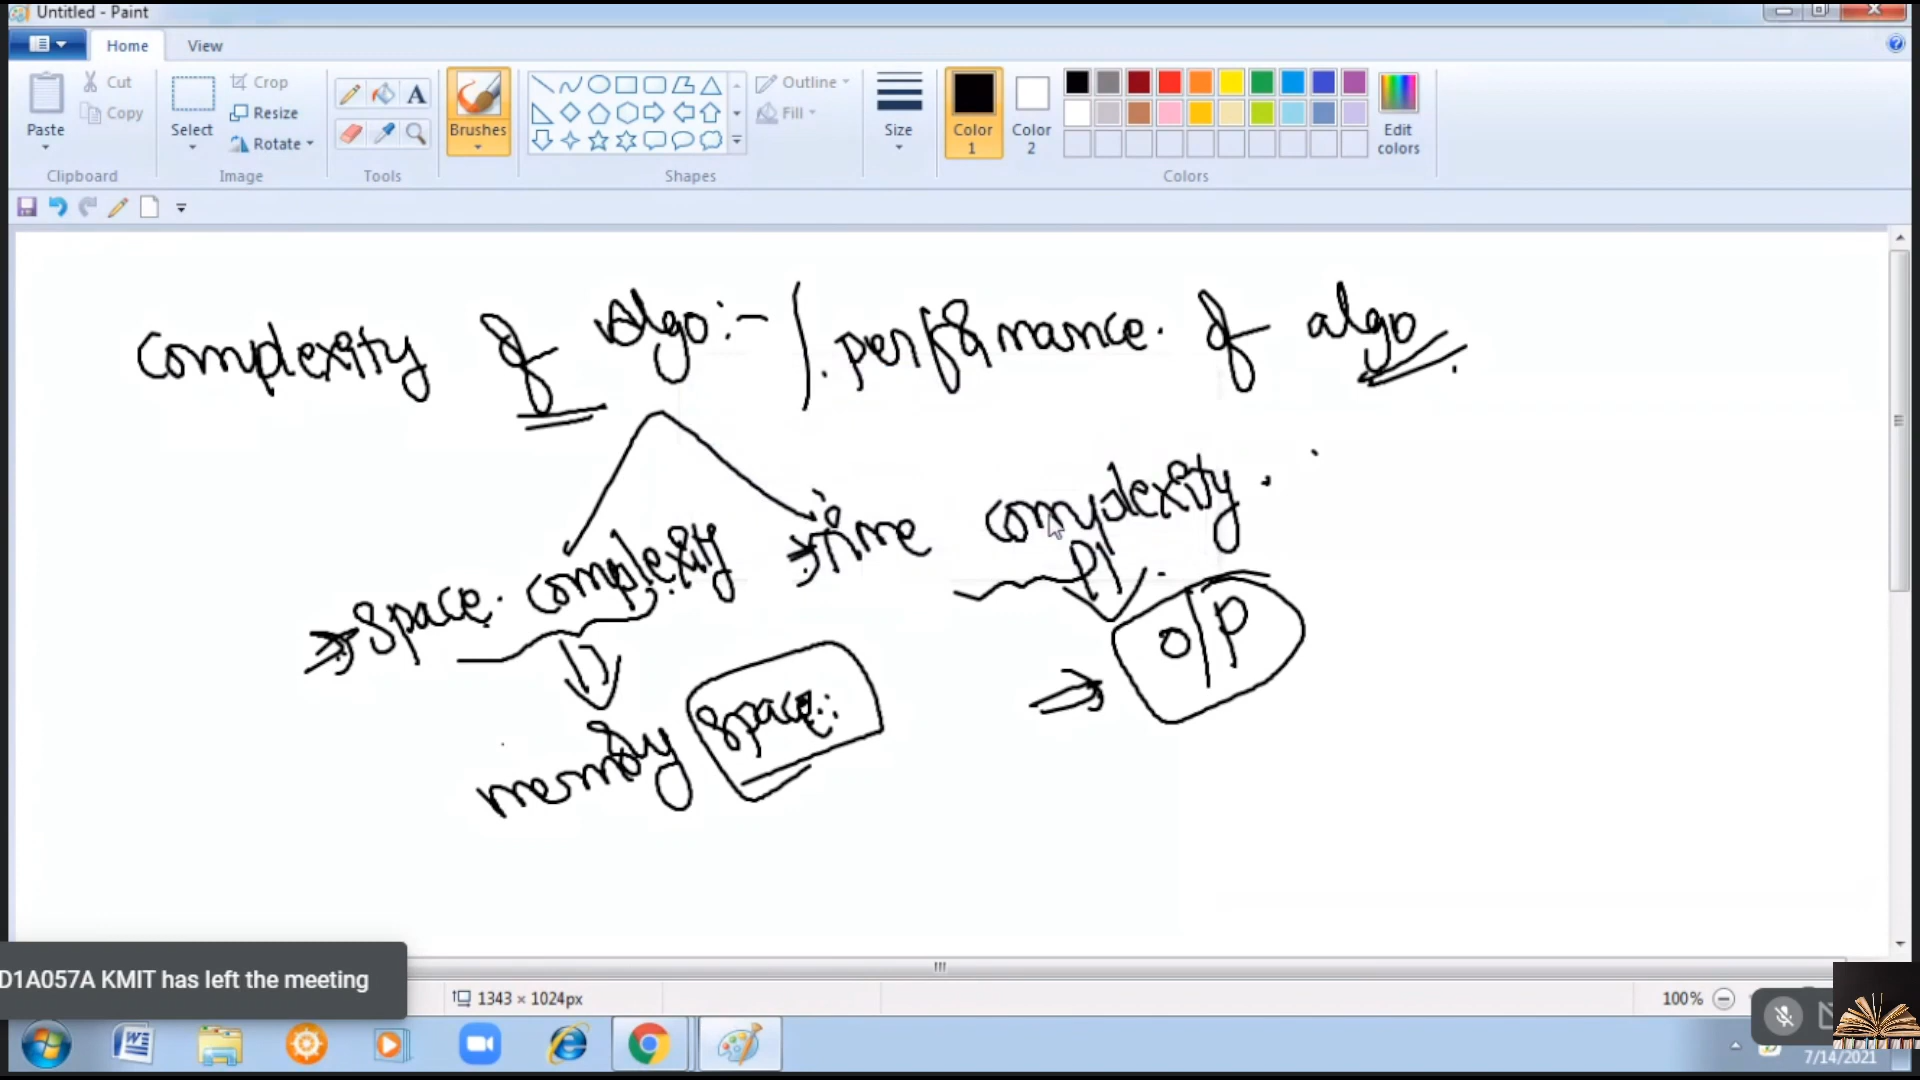 Untitled - Paint
Home View
Paste Cut Copy Select Crop Resize Rotate Brushes Outline Fill Size Color 1 Color 2 Edit colors
Clipboard Image Tools Shapes Colors
complexity of Algo:- / performance of algo
space complexity Time complexity
O/P
memory space
D1A057A KMIT has left the meeting
1343 × 1024px 100%
7/14/2021